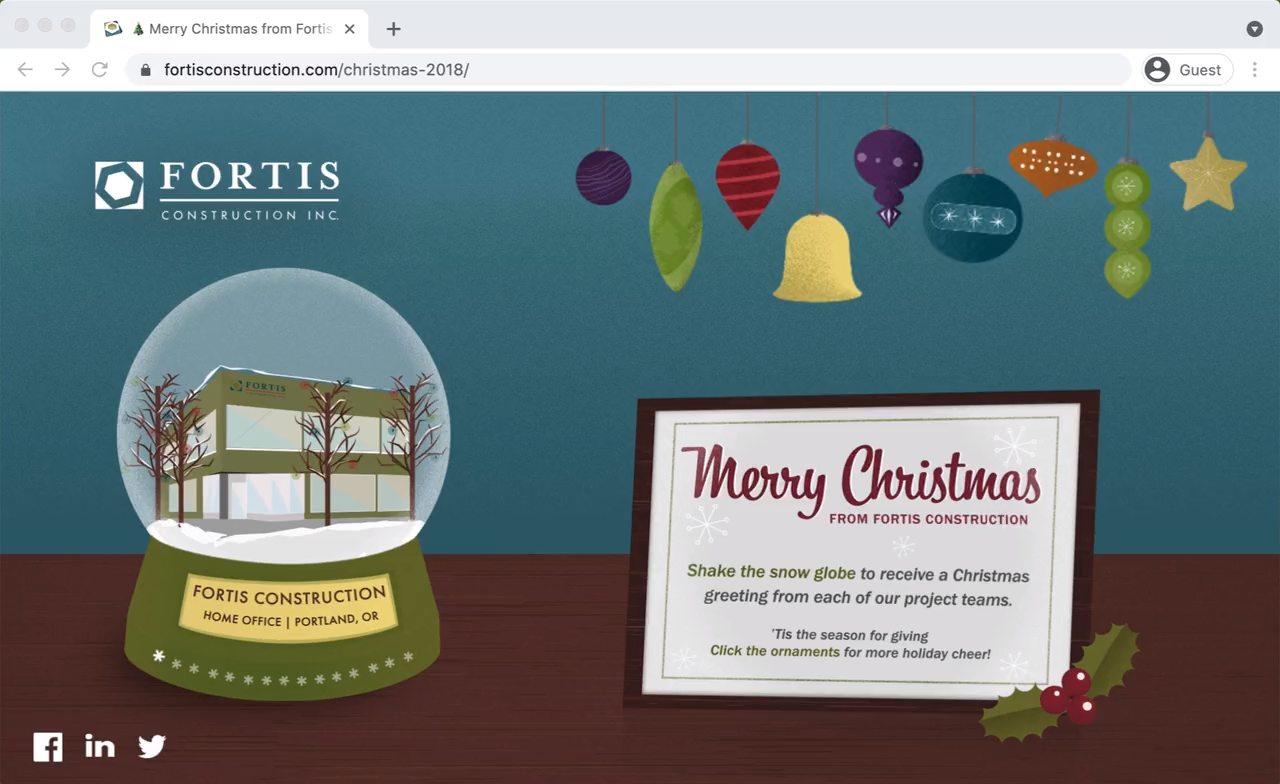 Merry Christmas from Fortis
fortisconstruction.com/christmas-2018/
Guest
FORTIS
CONSTRUCTION INC.
FORTIS
FORTIS CONSTRUCTION
HOME OFFICE | PORTLAND, OR
Merry Christmas
FROM FORTIS CONSTRUCTION
Shake the snow globe to receive a Christmas
greeting from each of our project teams.
'Tis the season for giving
Click the ornaments for more holiday cheer!
in